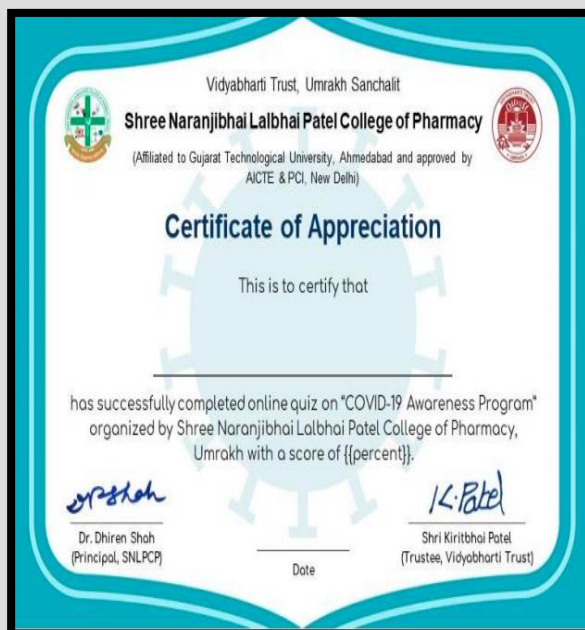 Vidyabharti Trust, Umrakh Sanchalit
Shree Naranjibhai Lalbhai Patel College of Pharmacy
(Affiliated to Gujarat Technological University, Ahmedabad and approved by
AICTE & PCI, New Delhi)
Certificate of Appreciation
This is to certify that
has successfully completed online quiz on "COVID-19 Awareness Program"
organized by Shree Naranjibhai Lalbhai Patel College of Pharmacy,
Umrakh with a score of {{percent}}.
K.Patel
Dr. Dhiren Shah
(Principal, SNLPCP)
Date
Shri Kiritbhai Patel
(Trustee, Vidyabharti Trust)